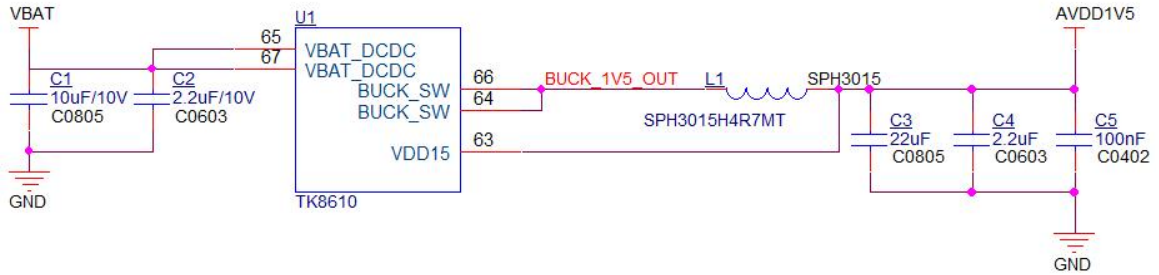 VBAT
U1
AVDD1V5
65
VBAT_DCDC
67
VBAT_DCDC
66
BUCK_SW
BUCK_1V5_OUT
L1
SPH3015
64
BUCK_SW
SPH3015H4R7MT
C1
10uF/10V
C0805
C2
2.2uF/10V
C0603
63
VDD15
C3
22uF
C0805
C4
2.2uF
C0603
C5
100nF
C0402
GND
TK8610
GND